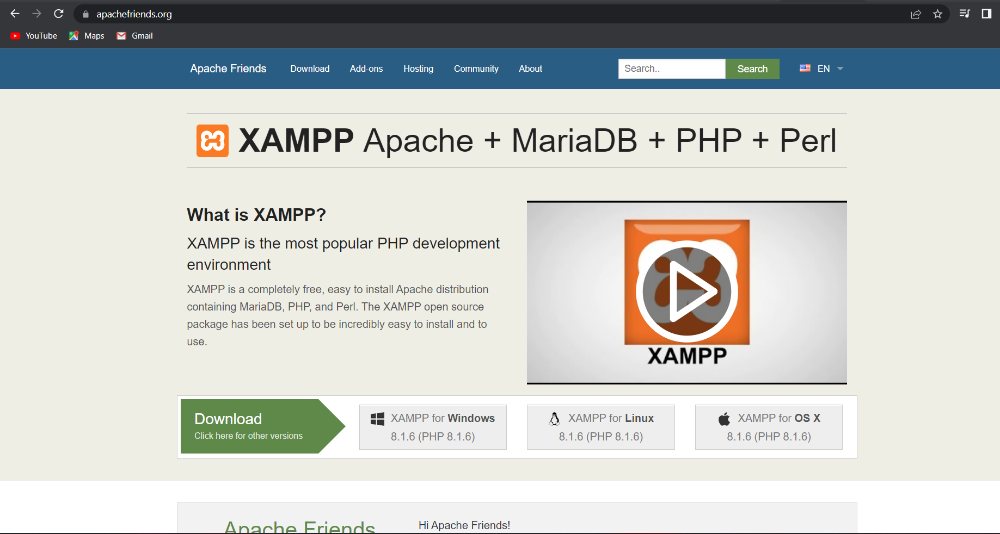 apachefriends.org
YouTube Maps Gmail
Apache Friends Download Add-ons Hosting Community About Search.. Search EN
XAMPP Apache + MariaDB + PHP + Perl
What is XAMPP?
XAMPP is the most popular PHP development
environment
XAMPP is a completely free, easy to install Apache distribution
containing MariaDB, PHP, and Perl. The XAMPP open source
package has been set up to be incredibly easy to install and to
use.
XAMPP
Download
Click here for other versions
XAMPP for Windows
8.1.6 (PHP 8.1.6)
XAMPP for Linux
8.1.6 (PHP 8.1.6)
XAMPP for OS X
8.1.6 (PHP 8.1.6)
Apache Friends
Hi Apache Friends!